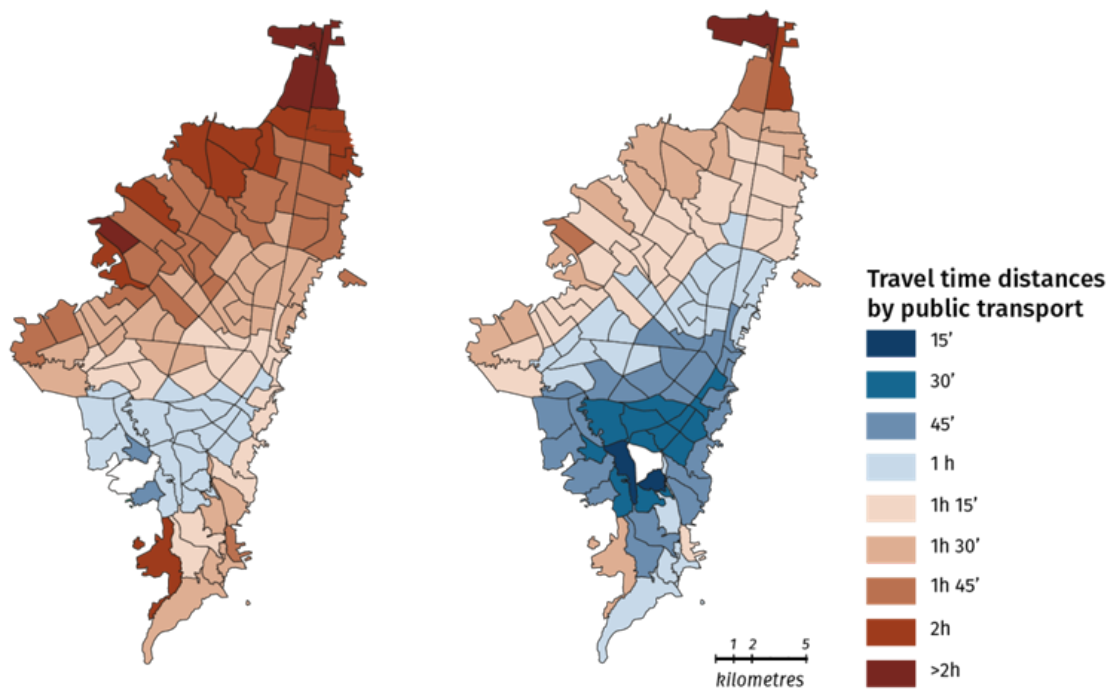 Travel time distances
by public transport
15’
30’
45’
1 h
1h 15’
1h 30’
1h 45’
2h
>2h
1 2 5
kilometres